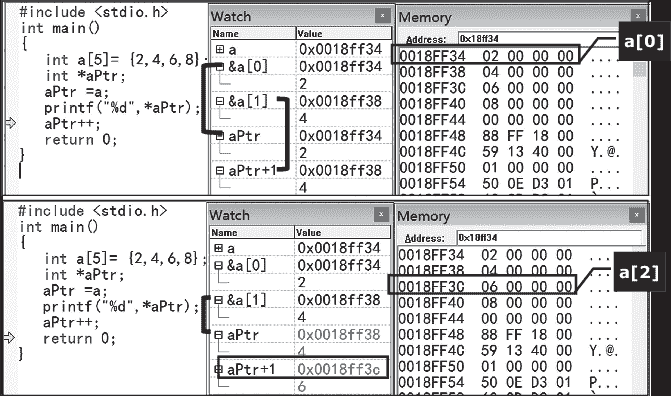 #include <stdio.h>
int main()
{
int a[5]= {2,4,6,8};
int *aPtr;
aPtr =a;
printf("%d",*aPtr);
aPtr++;
return 0;
}
Watch
Name Value
a 0x0018ff34
&a[0] 0x0018ff34
2
&a[1] 0x0018ff38
4
aPtr 0x0018ff34
2
aPtr+1 0x0018ff38
4
Memory
Address: 0x18ff34
0018FF34 02 00 00 00 ....
0018FF38 04 00 00 00 ....
0018FF3C 06 00 00 00 ....
0018FF40 08 00 00 00 ....
0018FF44 00 00 00 00 ....
0018FF48 88 FF 18 00 ....
0018FF4C 59 13 40 00 Y.@.
0018FF50 01 00 00 00 ....
0018FF54 50 0E D3 01 P...
a[0]
#include <stdio.h>
int main()
{
int a[5]= {2,4,6,8};
int *aPtr;
aPtr =a;
printf("%d",*aPtr);
aPtr++;
return 0;
}
Watch
Name Value
a 0x0018ff34
&a[0] 0x0018ff34
2
&a[1] 0x0018ff38
4
aPtr 0x0018ff38
4
aPtr+1 0x0018ff3c
6
Memory
Address: 0x18ff34
0018FF34 02 00 00 00 ....
0018FF38 04 00 00 00 ....
0018FF3C 06 00 00 00 ....
0018FF40 08 00 00 00 ....
0018FF44 00 00 00 00 ....
0018FF48 88 FF 18 00 ....
0018FF4C 59 13 40 00 Y.@.
0018FF50 01 00 00 00 ....
0018FF54 50 0E D3 01 P...
a[2]